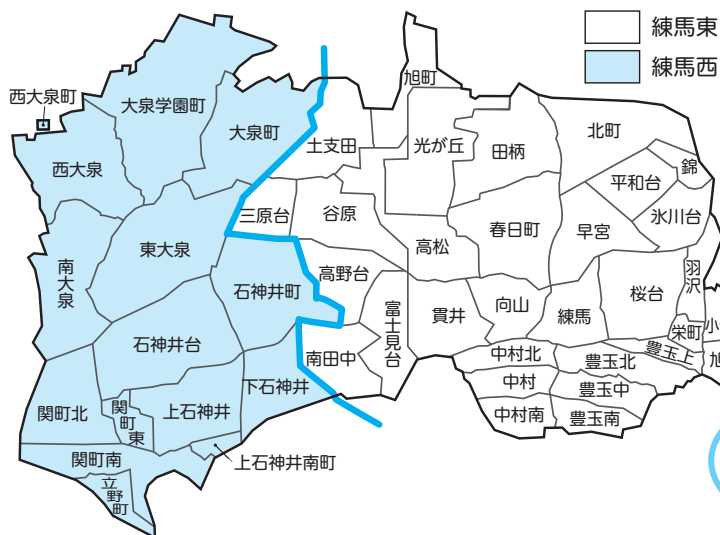 練馬東
練馬西
旭町
西大泉町
大泉学園町
大泉町
土支田
光が丘
田柄
北町
錦
平和台
西大泉
三原台
谷原
氷川台
春日町
早宮
東大泉
高松
南大泉
高野台
石神井町
羽沢
桜台
富士見台
貫井
向山
練馬
小
栄町
石神井台
豊玉上
旭
南田中
中村北
豊玉北
下石神井
中村
豊玉中
関町北
関町東
上石神井
中村南
豊玉南
関町南
上石神井南町
立野町